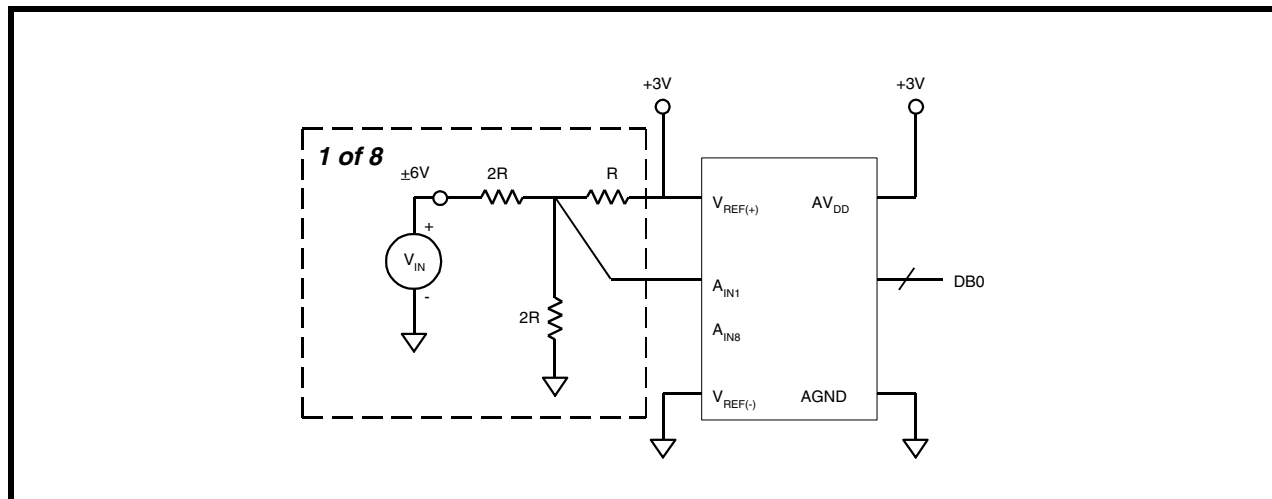 +3V
+3V
1 of 8
±6V
2R
R
V_REF(+)
AV_DD
+
V_IN
-
A_IN1
DB0
2R
A_IN8
V_REF(-)
AGND